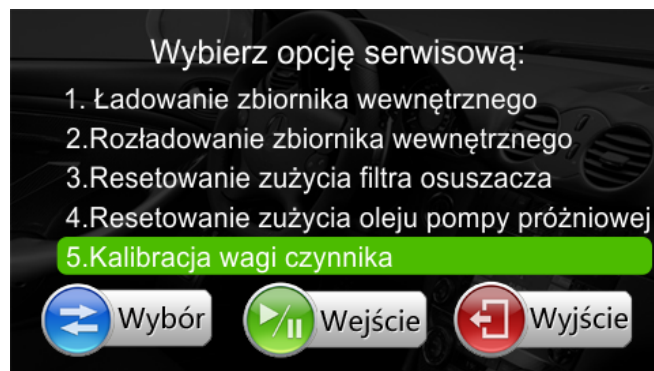 Wybierz opcję serwisową:
1. Ładowanie zbiornika wewnętrznego
2.Rozładowanie zbiornika wewnętrznego
3.Resetowanie zużycia filtra osuszacza
4.Resetowanie zużycia oleju pompy próżniowej
5.Kalibracja wagi czynnika
Wybór Wejście Wyjście